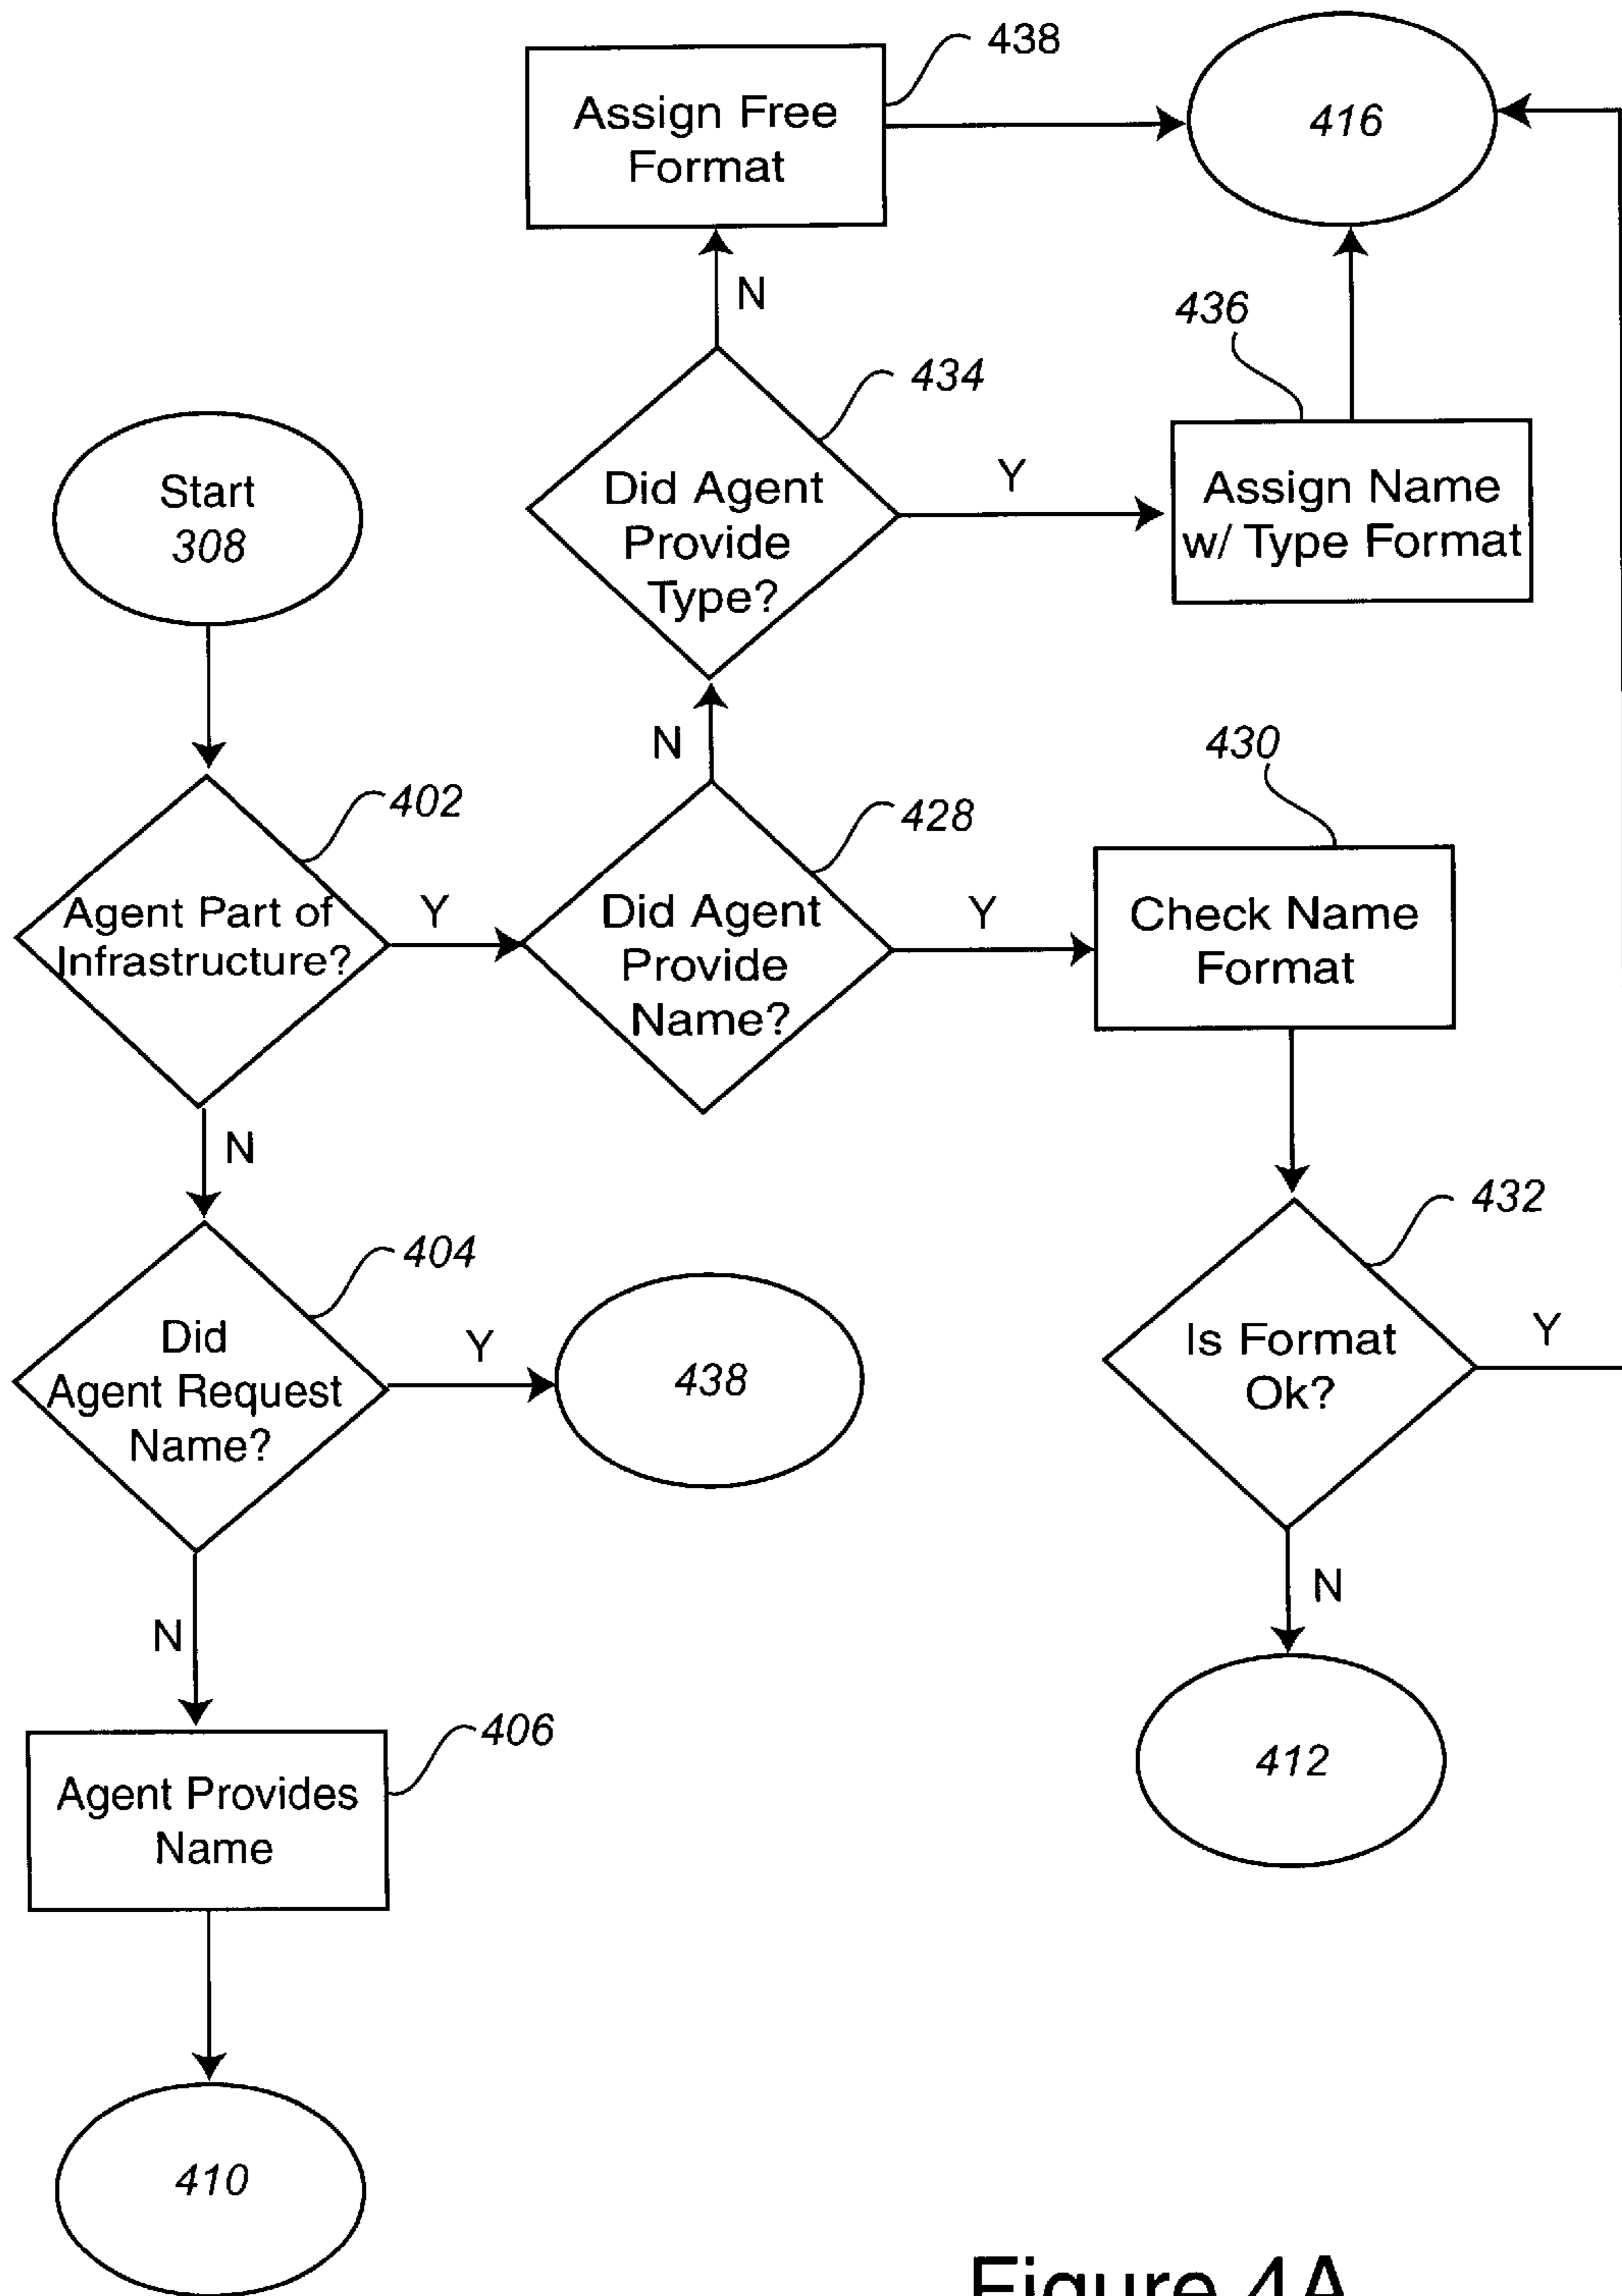 438
Assign Free
Format
416
N
436
434
Did Agent
Provide
Type?
Y
Assign Name
w/ Type Format
Start
308
N
430
402
428
Agent Part of
Infrastructure?
Y
Did Agent
Provide
Name?
Y
Check Name
Format
N
432
404
Did
Agent Request
Name?
Y
438
Is Format
Ok?
Y
N
N
406
Agent Provides
Name
412
410
Figure 4A